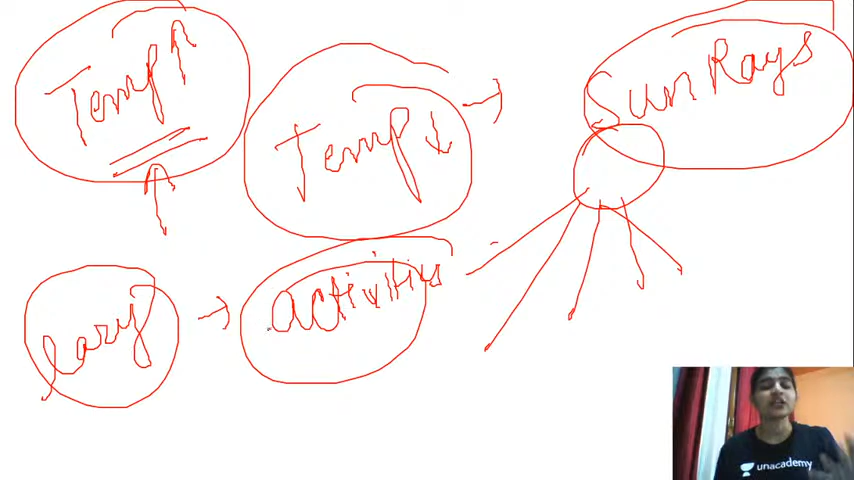 Temp ↑
Temp ↓ →
Sun Rays
lazy →
activities
unacademy